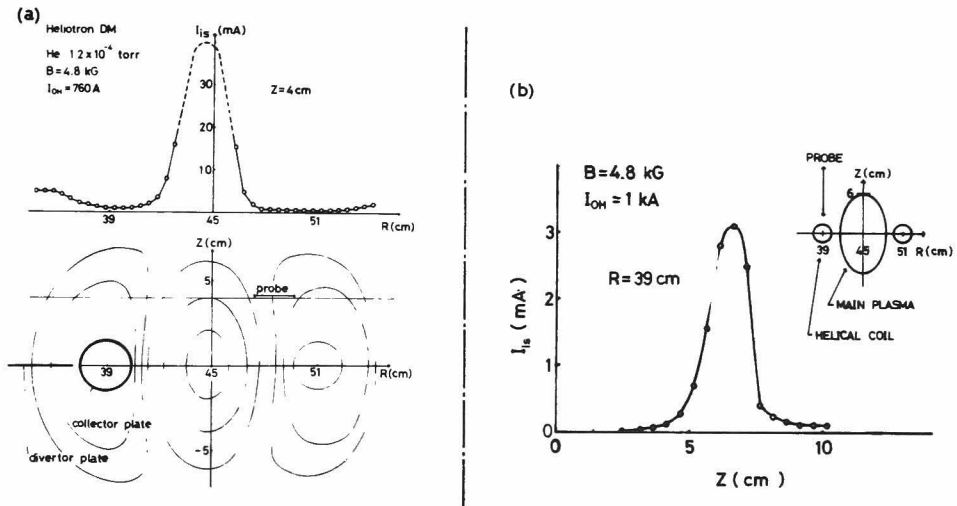 (a)
Heliotron DM
He 1.2x10⁻⁴ torr
B=4.8 kG
I_OH=760A
I_is (mA)
Z=4cm
30
20
10
39
45
51
R(cm)
Z(cm)
5
probe
39
45
51
R(cm)
collector plate
divertor plate
-5
(b)
B=4.8 kG
I_OH = 1 kA
R=39 cm
I_is (mA)
3
2
1
0
0
5
10
Z (cm)
PROBE
Z(cm)
6
39
45
51
R(cm)
MAIN PLASMA
HELICAL COIL